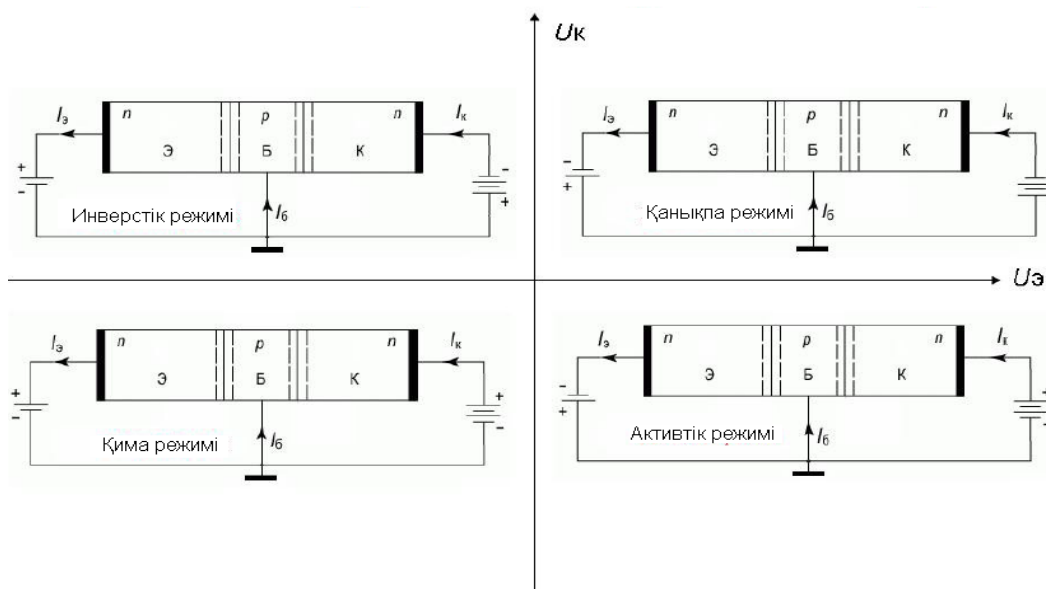 Uк
n p n
Iэ Iк
Э Б К
+ -
- +
Инверстік режимі Iб
n p n
Iэ Iк
Э Б К
-
+
Қанықпа режимі Iб
Uэ
n p n
Iэ Iк
Э Б К
+ +
- -
Қима режимі Iб
n p n
Iэ Iк
Э Б К
- +
+ -
Активтік режимі Iб